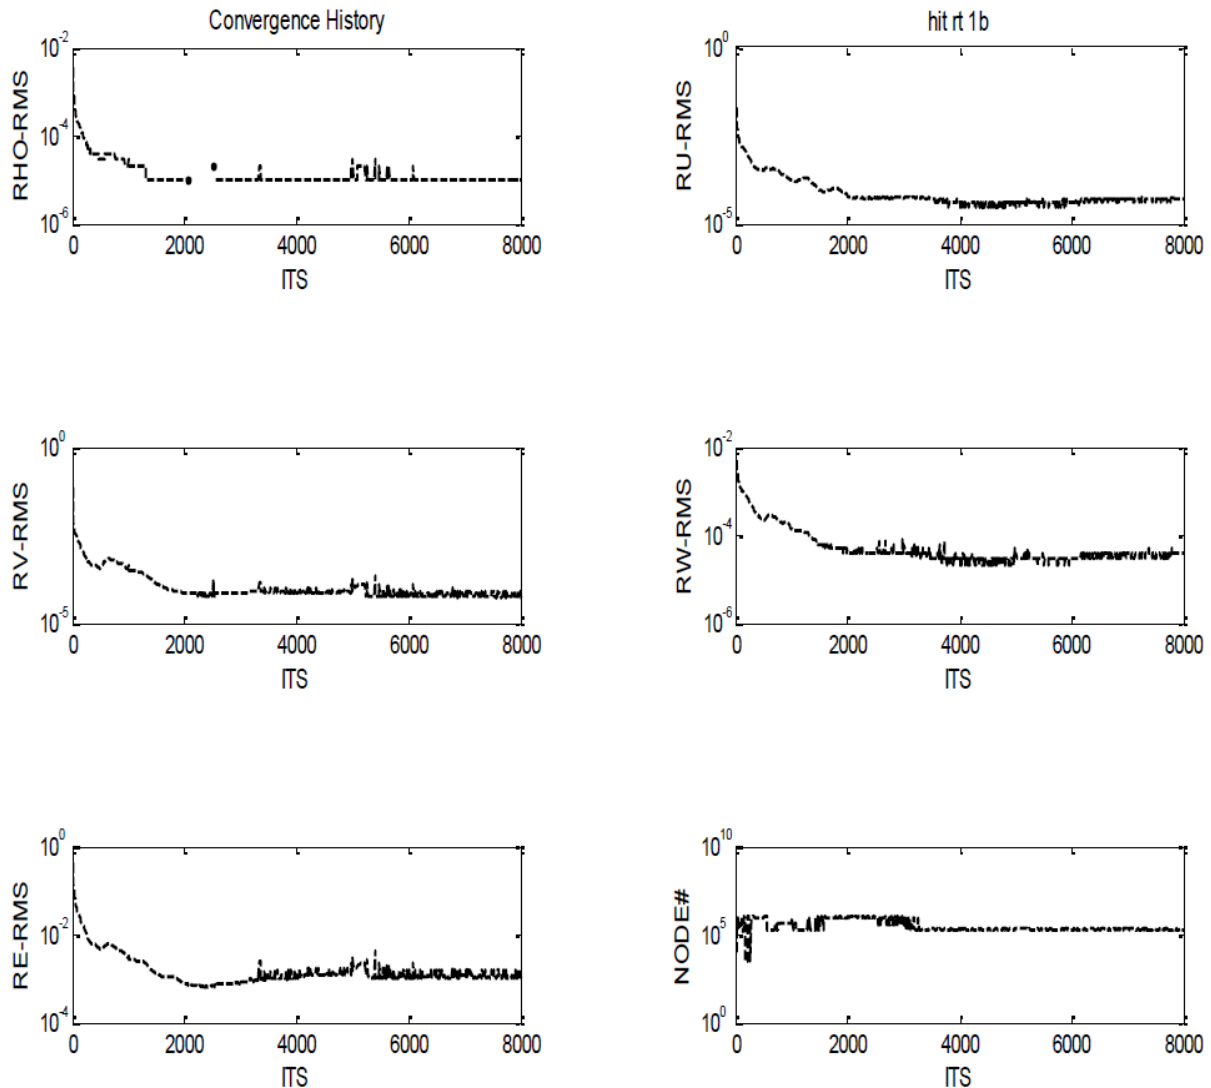 Convergence History
hit rt 1b
10^-2
10^-4
10^-6
RHO-RMS
0 2000 4000 6000 8000
ITS
10^0
10^-5
RU-RMS
0 2000 4000 6000 8000
ITS
10^0
10^-5
RV-RMS
0 2000 4000 6000 8000
ITS
10^-2
10^-4
10^-6
RW-RMS
0 2000 4000 6000 8000
ITS
10^0
10^-2
10^-4
RE-RMS
0 2000 4000 6000 8000
ITS
10^10
10^5
10^0
NODE#
0 2000 4000 6000 8000
ITS